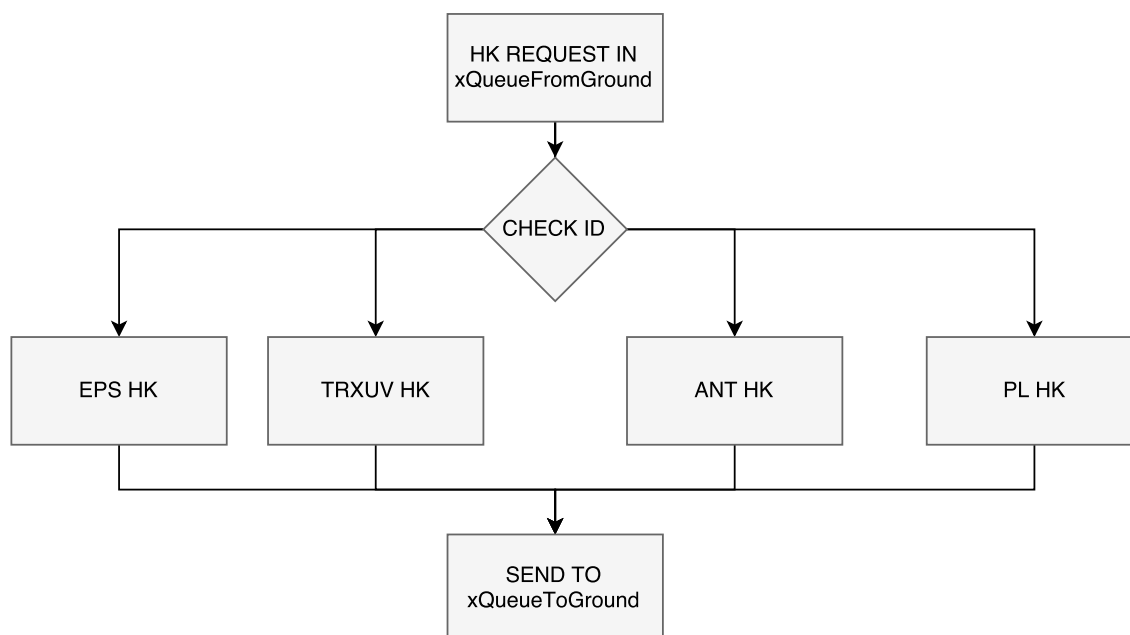 HK REQUEST IN
xQueueFromGround
CHECK ID
EPS HK
TRXUV HK
ANT HK
PL HK
SEND TO
xQueueToGround